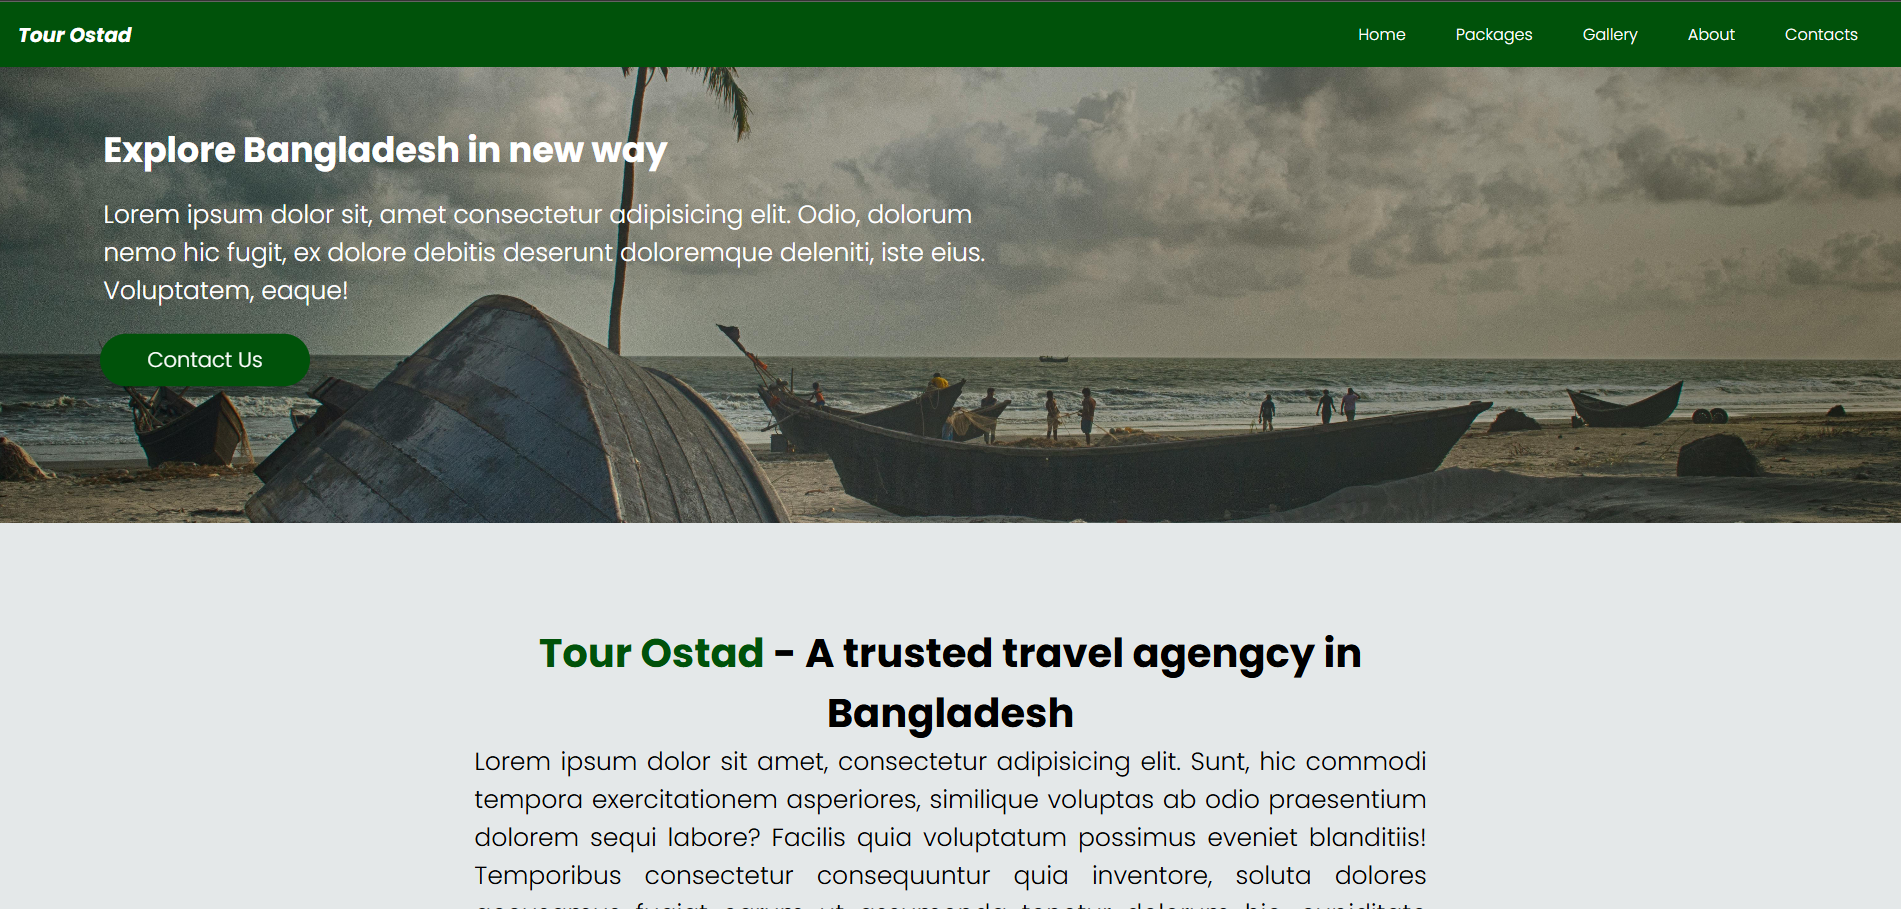 Tour Ostad
Home Packages Gallery About Contacts
Explore Bangladesh in new way
Lorem ipsum dolor sit, amet consectetur adipisicing elit. Odio, dolorum
nemo hic fugit, ex dolore debitis deserunt doloremque deleniti, iste eius.
Voluptatem, eaque!
Contact Us
Tour Ostad - A trusted travel agengcy in
Bangladesh
Lorem ipsum dolor sit amet, consectetur adipisicing elit. Sunt, hic commodi
tempora exercitationem asperiores, similique voluptas ab odio praesentium
dolorem sequi labore? Facilis quia voluptatum possimus eveniet blanditiis!
Temporibus consectetur consequuntur quia inventore, soluta dolores